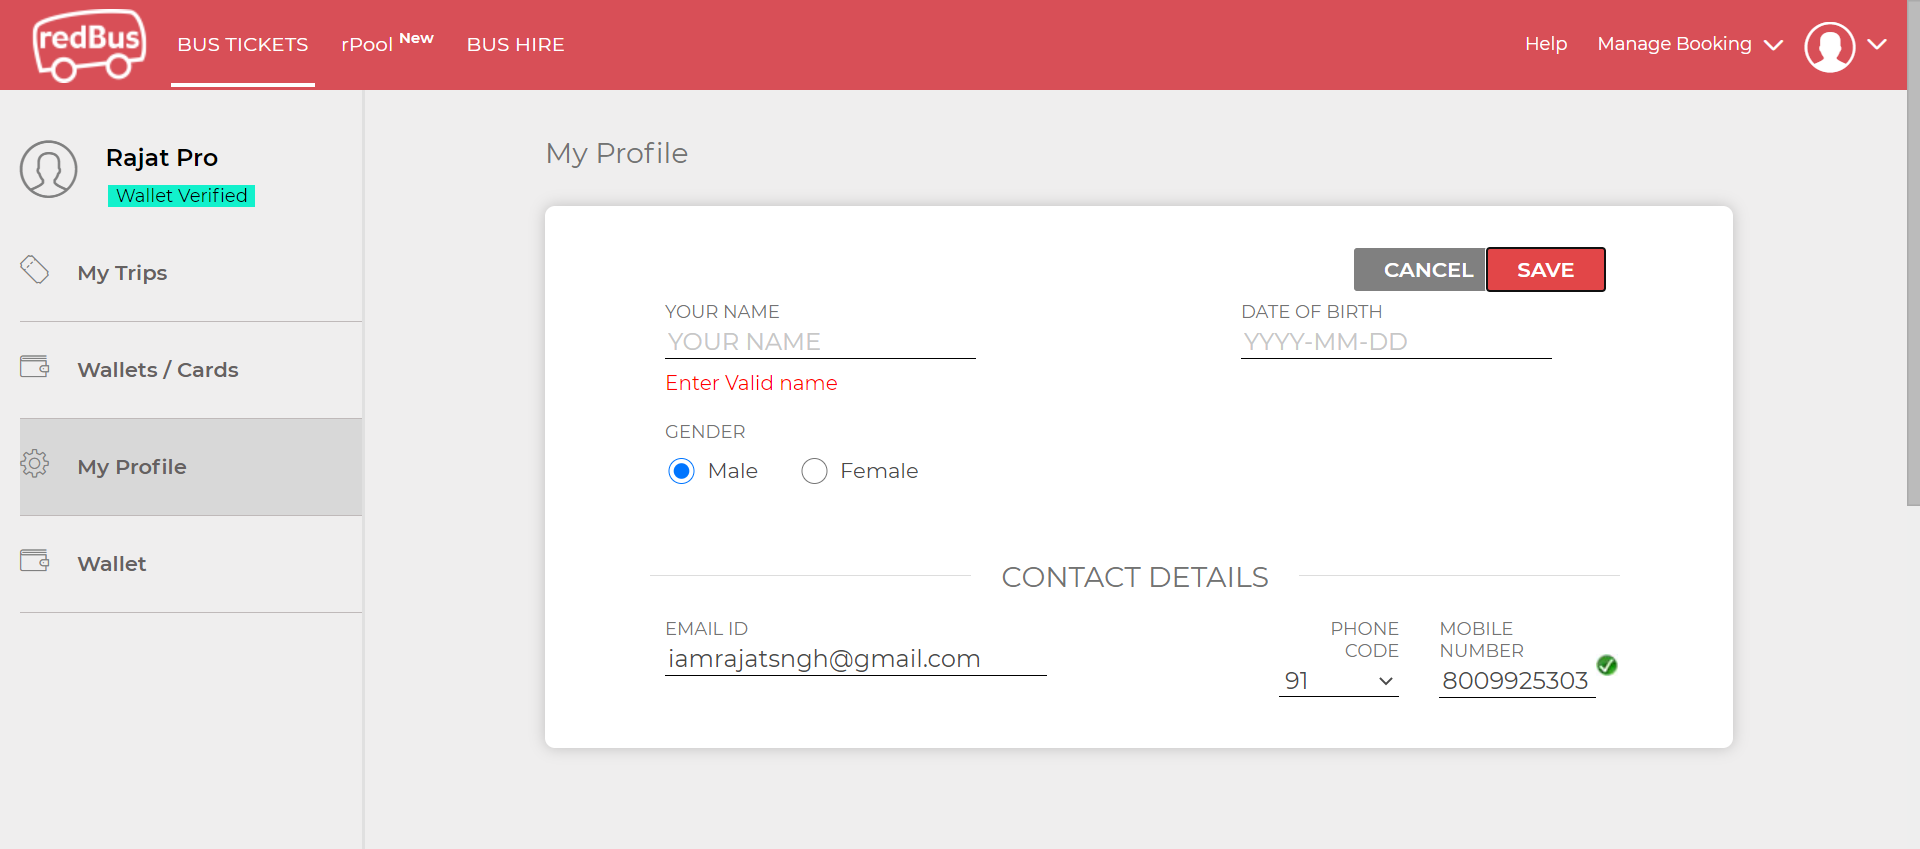 redBus
BUS TICKETS
rPool New
BUS HIRE
Help
Manage Booking
Rajat Pro
Wallet Verified
My Trips
Wallets / Cards
My Profile
Wallet
My Profile
CANCEL
SAVE
YOUR NAME
YOUR NAME
Enter Valid name
DATE OF BIRTH
YYYY-MM-DD
GENDER
Male
Female
CONTACT DETAILS
EMAIL ID
iamrajatsngh@gmail.com
PHONE
CODE
91
MOBILE
NUMBER
8009925303